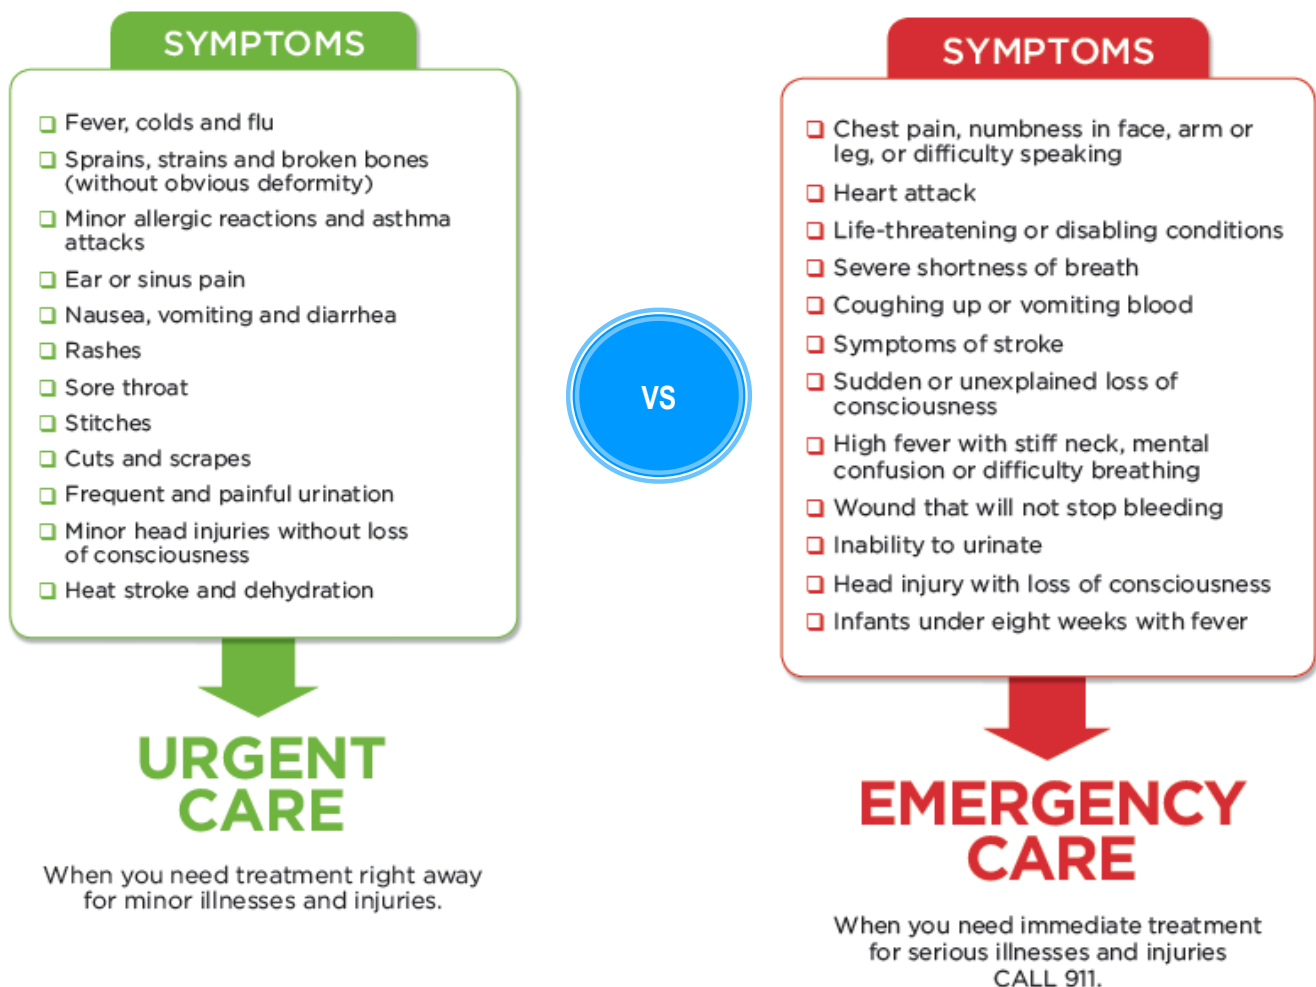 SYMPTOMS
Fever, colds and flu
Sprains, strains and broken bones
(without obvious deformity)
Minor allergic reactions and asthma
attacks
Ear or sinus pain
Nausea, vomiting and diarrhea
Rashes
Sore throat
Stitches
Cuts and scrapes
Frequent and painful urination
Minor head injuries without loss
of consciousness
Heat stroke and dehydration
URGENT
CARE
When you need treatment right away
for minor illnesses and injuries.
VS
SYMPTOMS
Chest pain, numbness in face, arm or
leg, or difficulty speaking
Heart attack
Life-threatening or disabling conditions
Severe shortness of breath
Coughing up or vomiting blood
Symptoms of stroke
Sudden or unexplained loss of
consciousness
High fever with stiff neck, mental
confusion or difficulty breathing
Wound that will not stop bleeding
Inability to urinate
Head injury with loss of consciousness
Infants under eight weeks with fever
EMERGENCY
CARE
When you need immediate treatment
for serious illnesses and injuries
CALL 911.